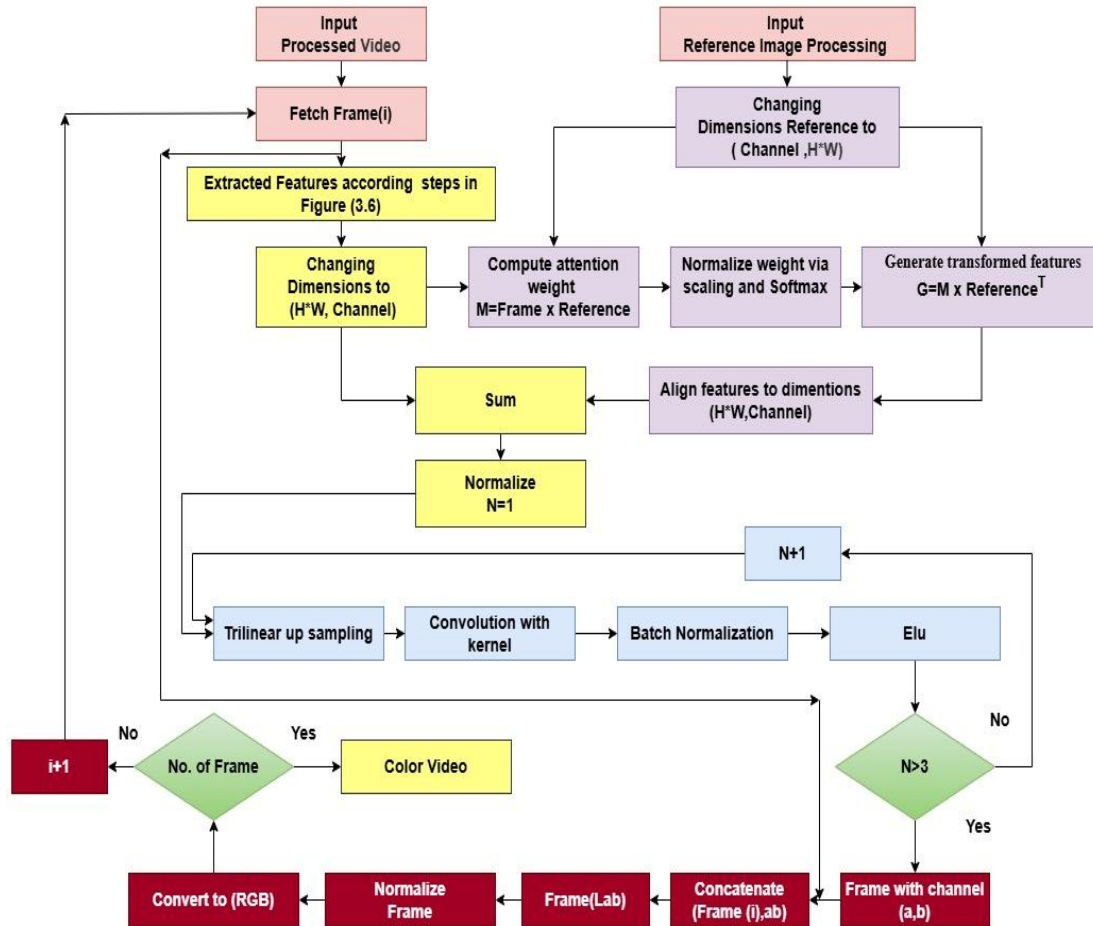 Input
Processed Video
Input
Reference Image Processing
Fetch Frame(i)
Changing
Dimensions Reference to
( Channel ,H*W)
Extracted Features according steps in
Figure (3.6)
Changing
Dimensions to
(H*W, Channel)
Compute attention
weight
M=Frame x Reference
Normalize weight via
scaling and Softmax
Generate transformed features
G=M x Reference^T
Sum
Align features to dimentions
(H*W,Channel)
Normalize
N=1
N+1
Trilinear up sampling
Convolution with
kernel
Batch Normalization
Elu
No
N>3
Yes
No
i+1
No. of Frame
Yes
Color Video
Convert to (RGB)
Normalize
Frame
Frame(Lab)
Concatenate
(Frame (i),ab)
Frame with channel
(a,b)